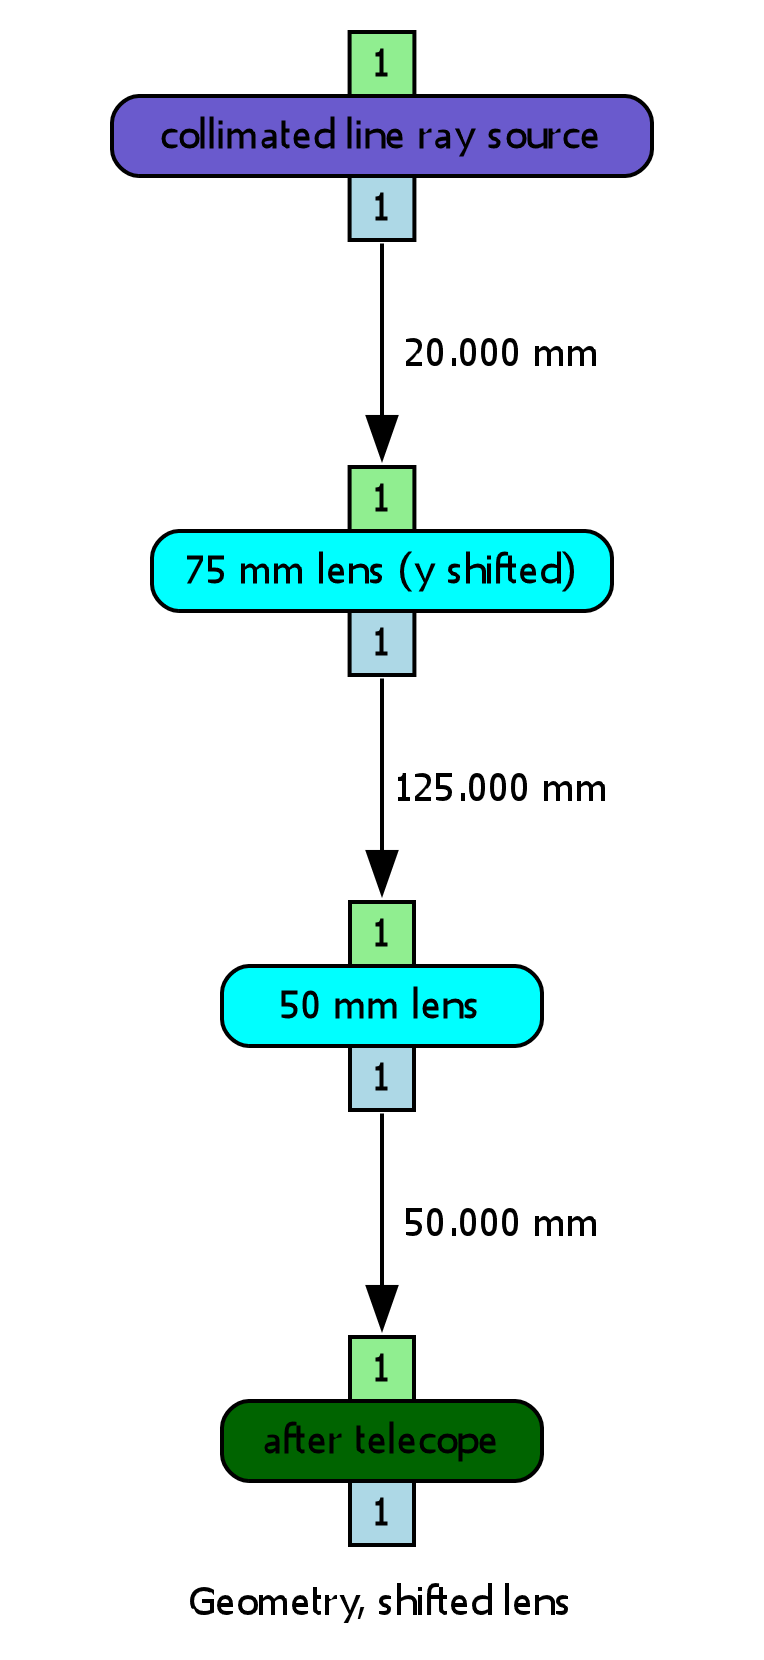 1
collimated line ray source
1
20.000 mm
1
75 mm lens (y shifted)
1
125.000 mm
1
50 mm lens
1
50.000 mm
1
after telecope
1
Geometry, shifted lens